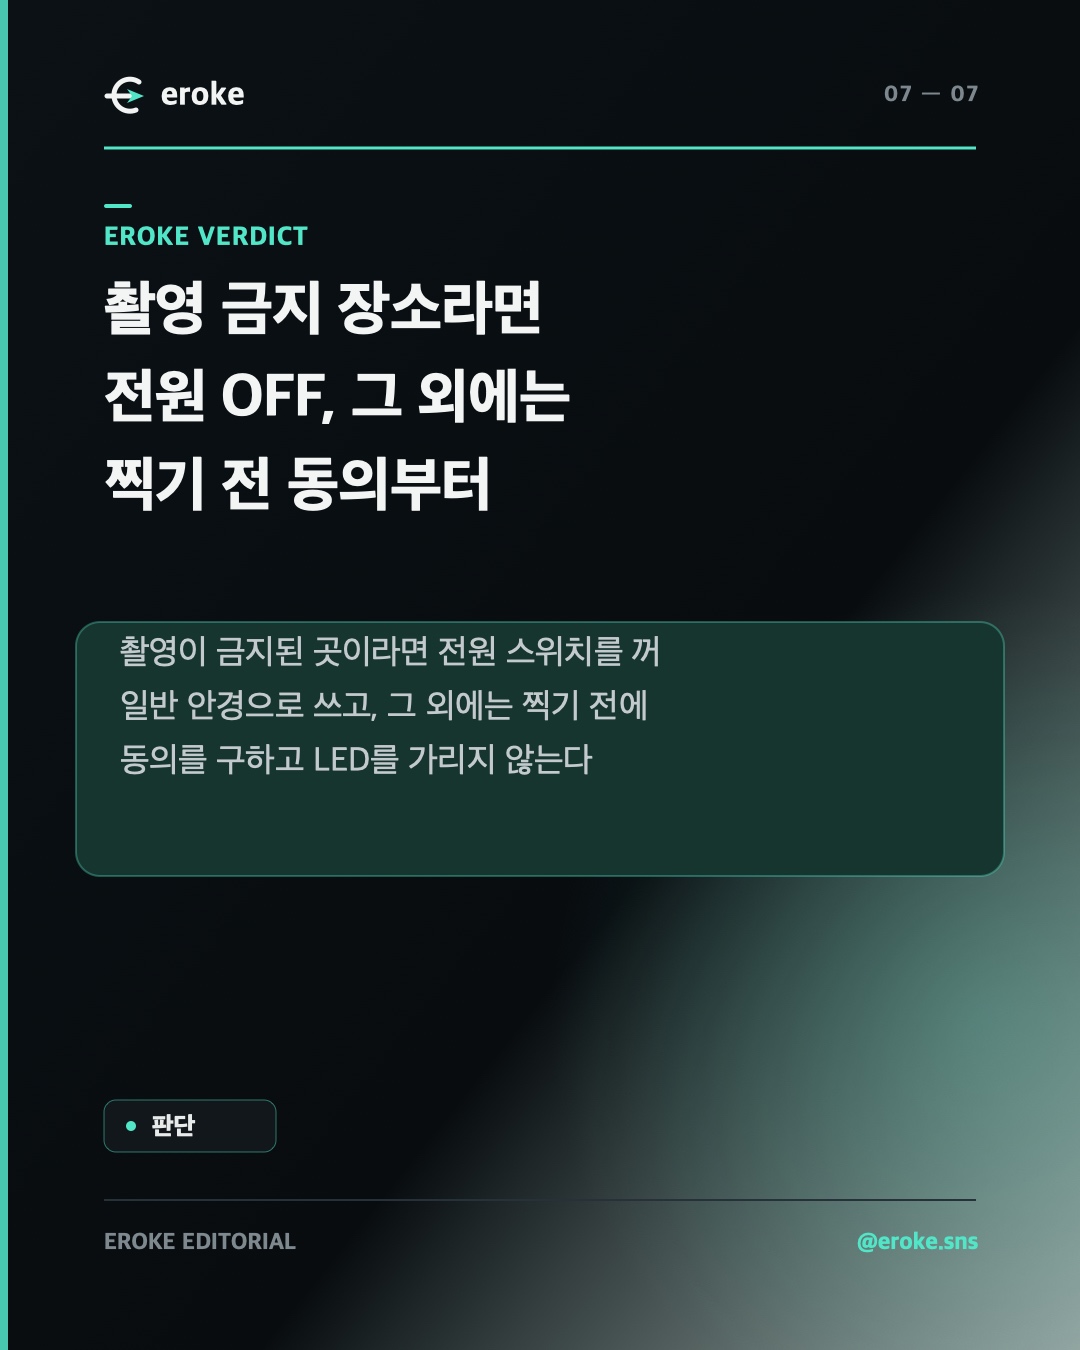 eroke
07 — 07
EROKE VERDICT
촬영 금지 장소라면
전원 OFF, 그 외에는
찍기 전 동의부터
촬영이 금지된 곳이라면 전원 스위치를 꺼
일반 안경으로 쓰고, 그 외에는 찍기 전에
동의를 구하고 LED를 가리지 않는다
판단
EROKE EDITORIAL
@eroke.sns